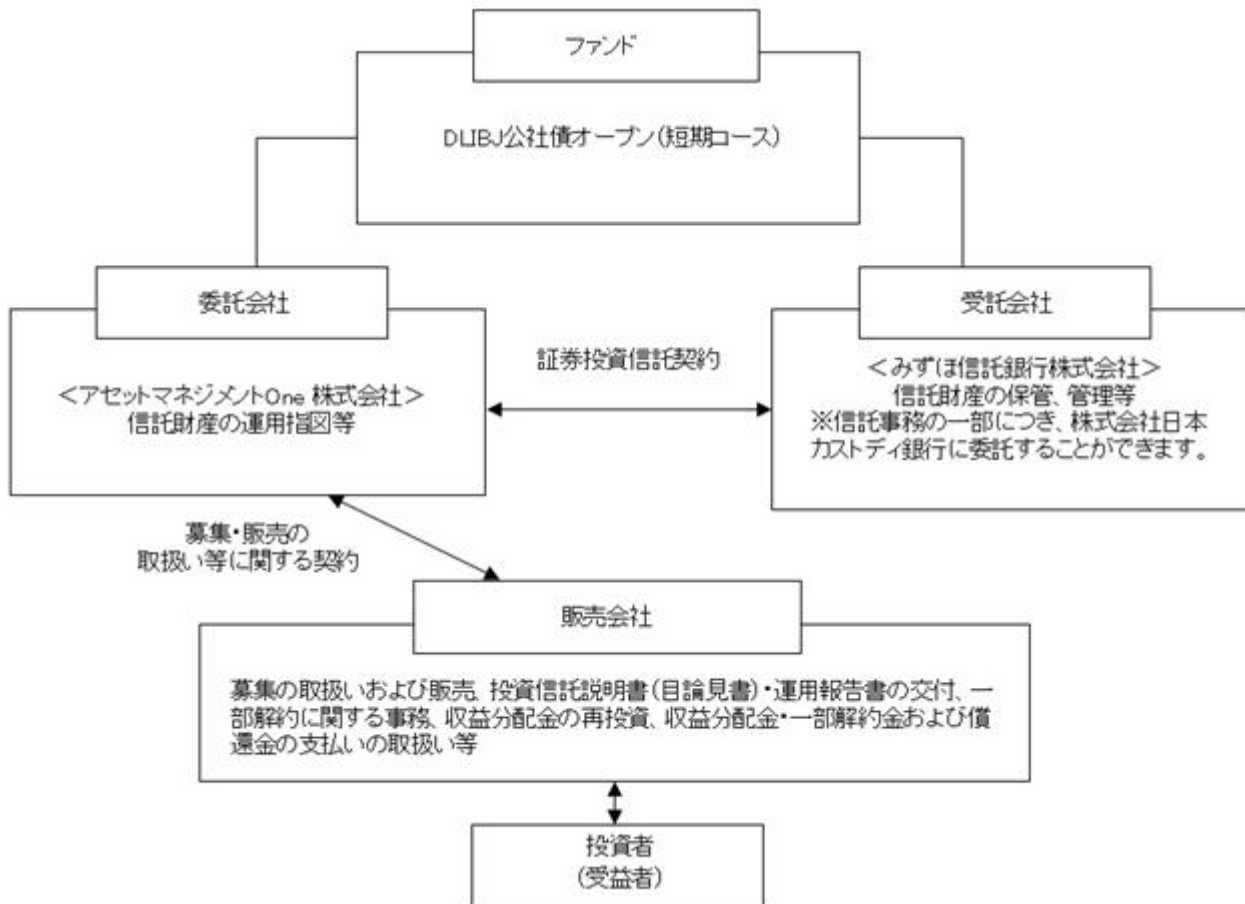 ファンド
DLIBJ公社債オープン(短期コース)
委託会社
<アセットマネジメントOne 株式会社>
信託財産の運用指図等
証券投資信託契約
受託会社
<みずほ信託銀行株式会社>
信託財産の保管、管理等
※信託事務の一部につき、株式会社日本
カストディ銀行に委託することができます。
募集・販売の
取扱い等に関する契約
販売会社
募集の取扱いおよび販売、投資信託説明書(目論見書)・運用報告書の交付、一
部解約に関する事務、収益分配金の再投資、収益分配金・一部解約金および償
還金の支払いの取扱い等
投資者
(受益者)